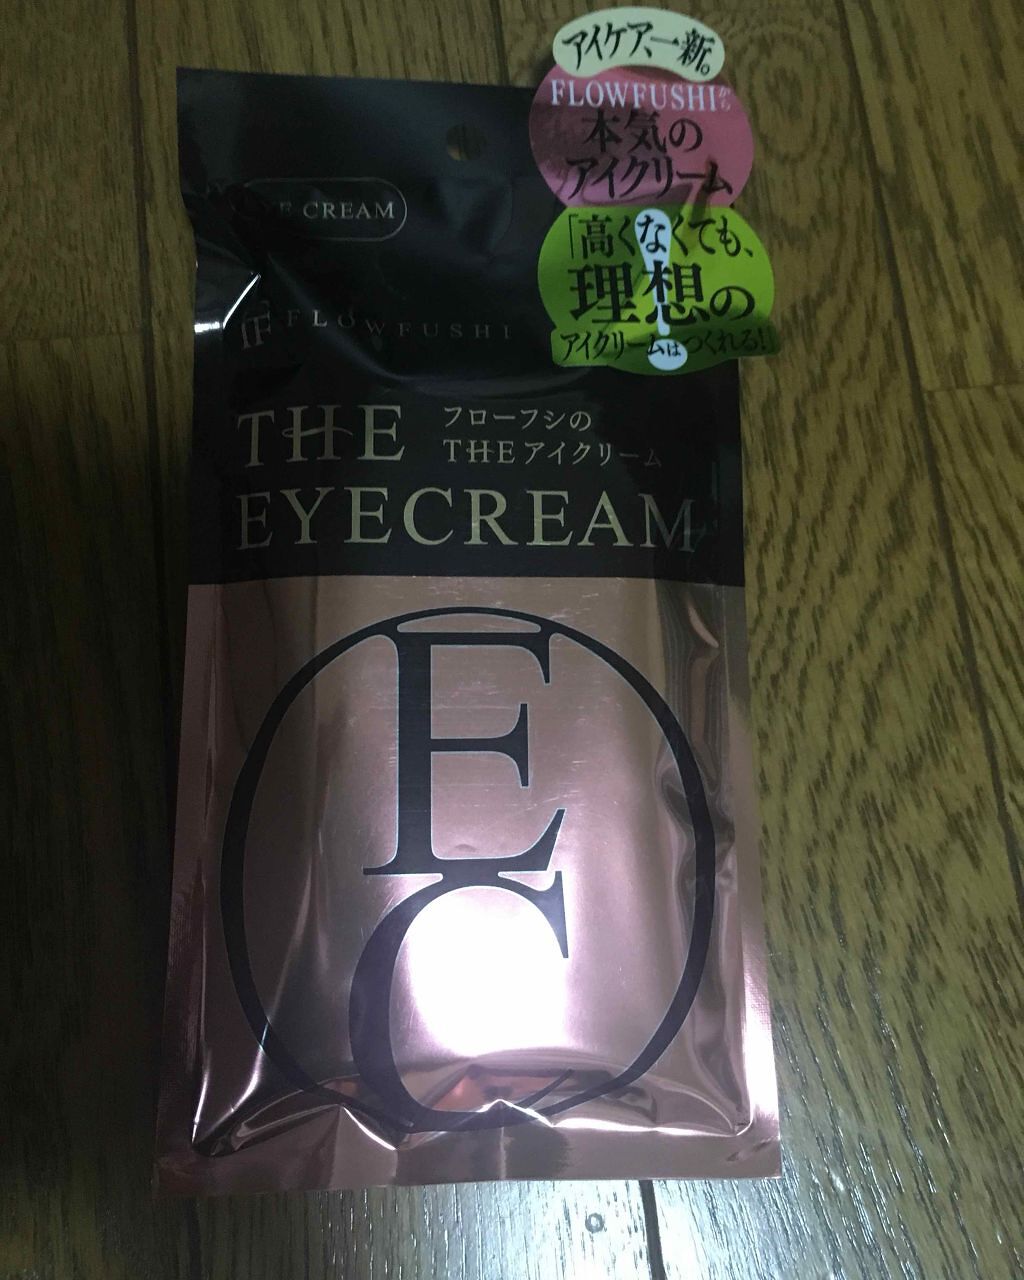 アイケア、一新。
FLOWFUSHIから
本気の
アイクリーム
「高くなくても、
理想の
アイクリームはつくれる!」
EYE CREAM
FF FLOWFUSHI
THE
フローフシの
THEアイクリーム
EYECREAM
E
C